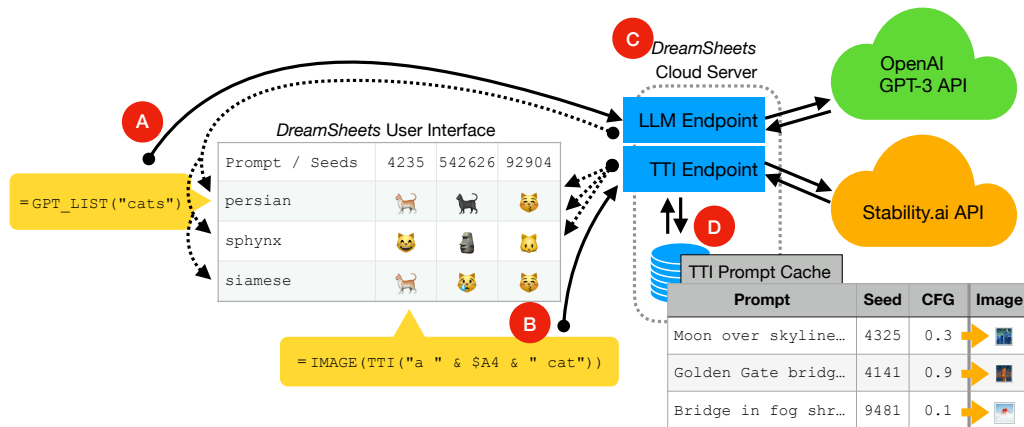 C
DreamSheets
Cloud Server
OpenAI
GPT-3 API
A
LLM Endpoint
DreamSheets User Interface
Prompt / Seeds 4235 542626 92904
TTI Endpoint
=GPT_LIST("cats")
persian
sphynx
siamese
Stability.ai API
D
TTI Prompt Cache
Prompt Seed CFG Image
B
Moon over skyline… 4325 0.3
=IMAGE(TTI("a " & $A4 & " cat"))
Golden Gate bridg… 4141 0.9
Bridge in fog shr… 9481 0.1